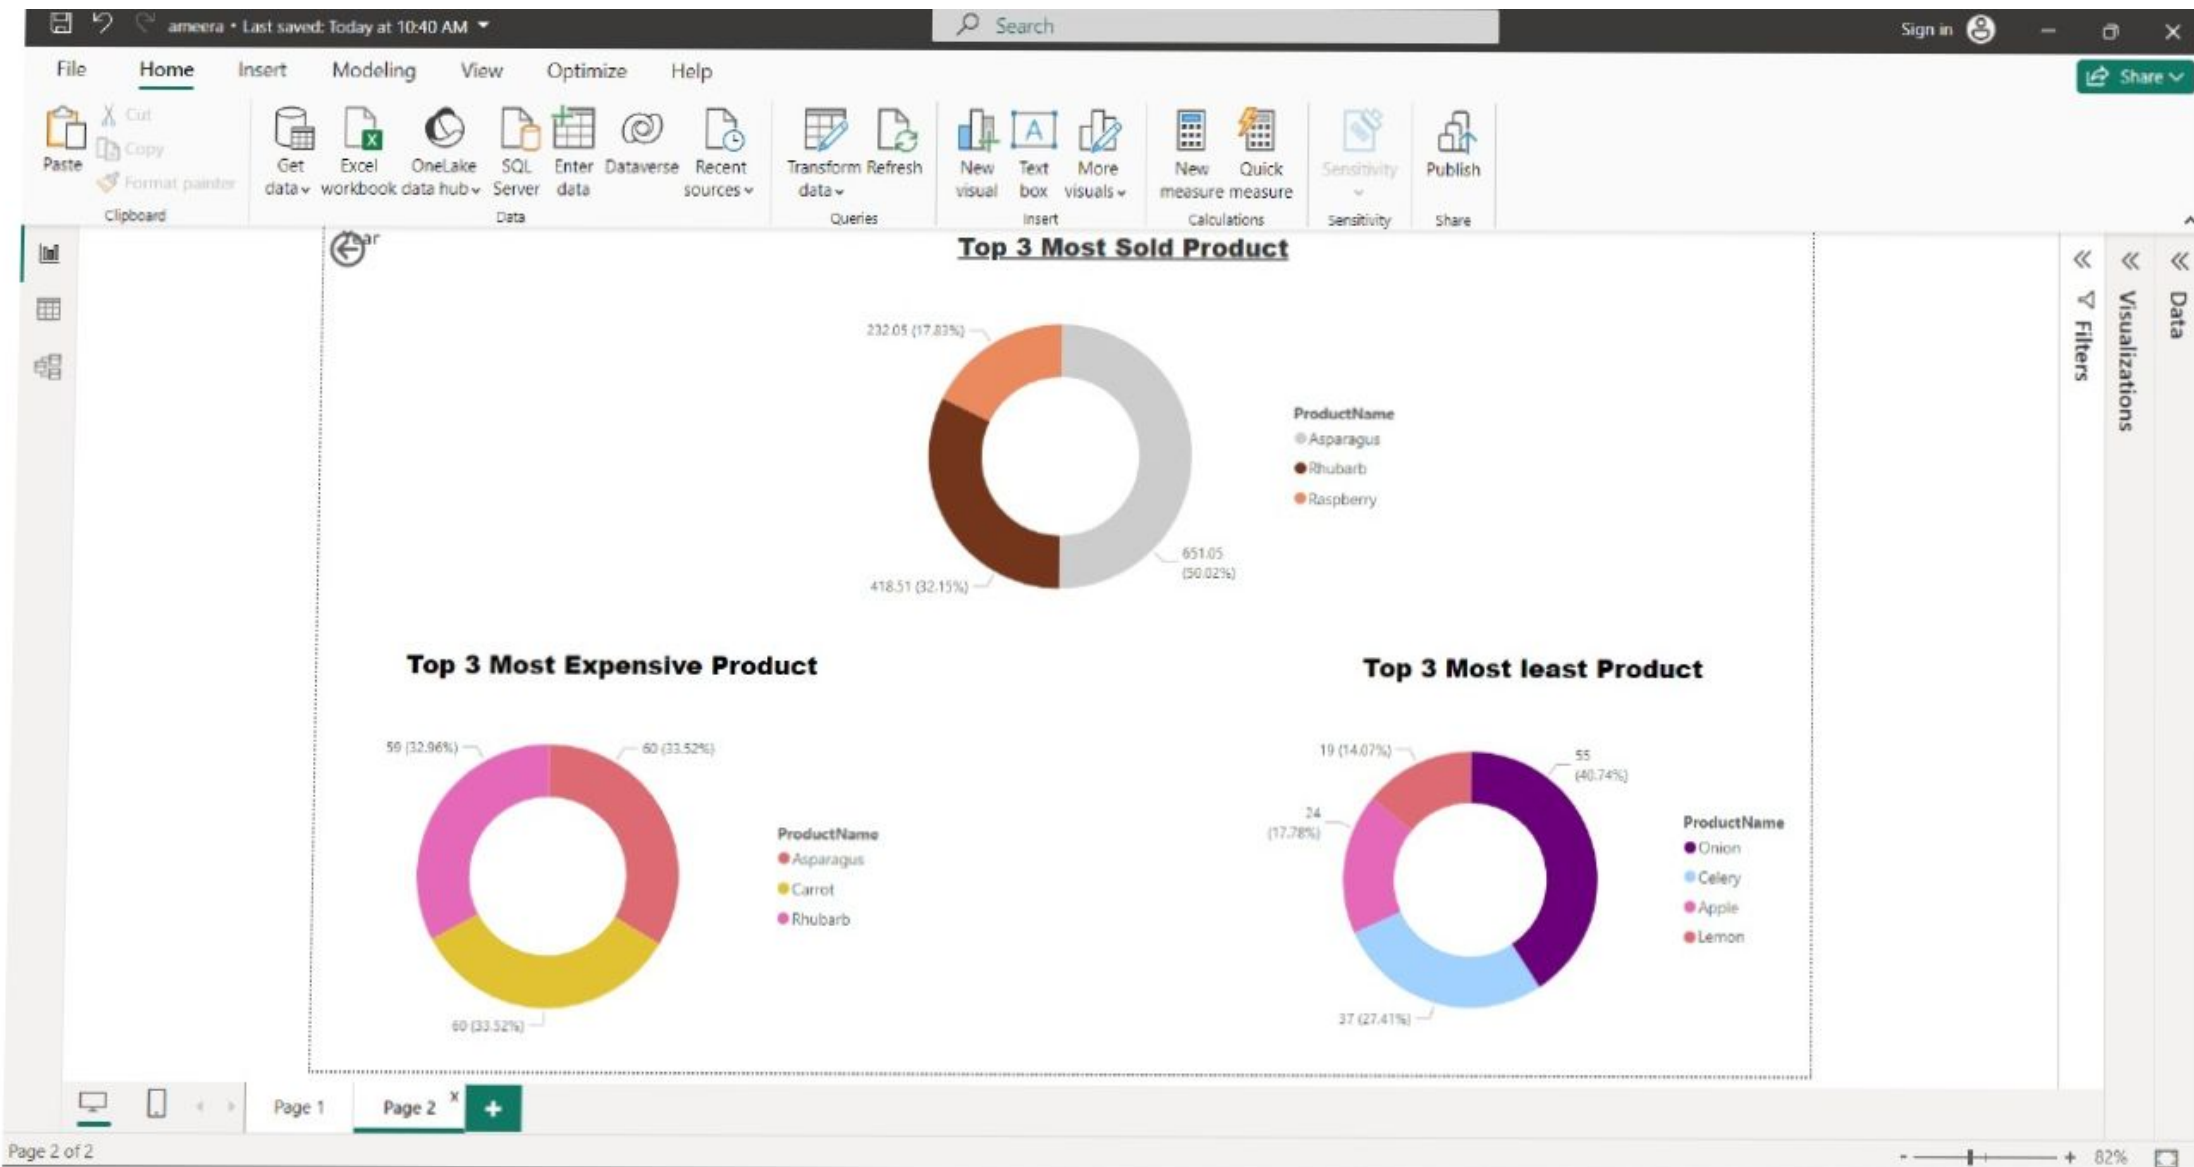 ameera • Last saved: Today at 10:40 AM
Search
Sign in
File Home Insert Modeling View Optimize Help
Share
Paste
Cut
Copy
Format painter
Clipboard
Get data
Excel workbook
OneLake data hub
SQL Server
Enter data
Dataverse
Recent sources
Data
Transform data
Refresh
Queries
New visual
Text box
More visuals
Insert
New measure
Quick measure
Calculations
Sensitivity
Sensitivity
Publish
Share
Top 3 Most Sold Product
232.05 (17.83%)
ProductName
Asparagus
Rhubarb
Raspberry
651.05
(50.02%)
418.51 (32.15%)
Top 3 Most Expensive Product
59 (32.96%)
60 (33.52%)
ProductName
Asparagus
Carrot
Rhubarb
60 (33.52%)
Top 3 Most least Product
19 (14.07%)
55
(40.74%)
24
(17.78%)
ProductName
Onion
Celery
Apple
Lemon
37 (27.41%)
Filters
Visualizations
Data
Page 1
Page 2
Page 2 of 2
82%